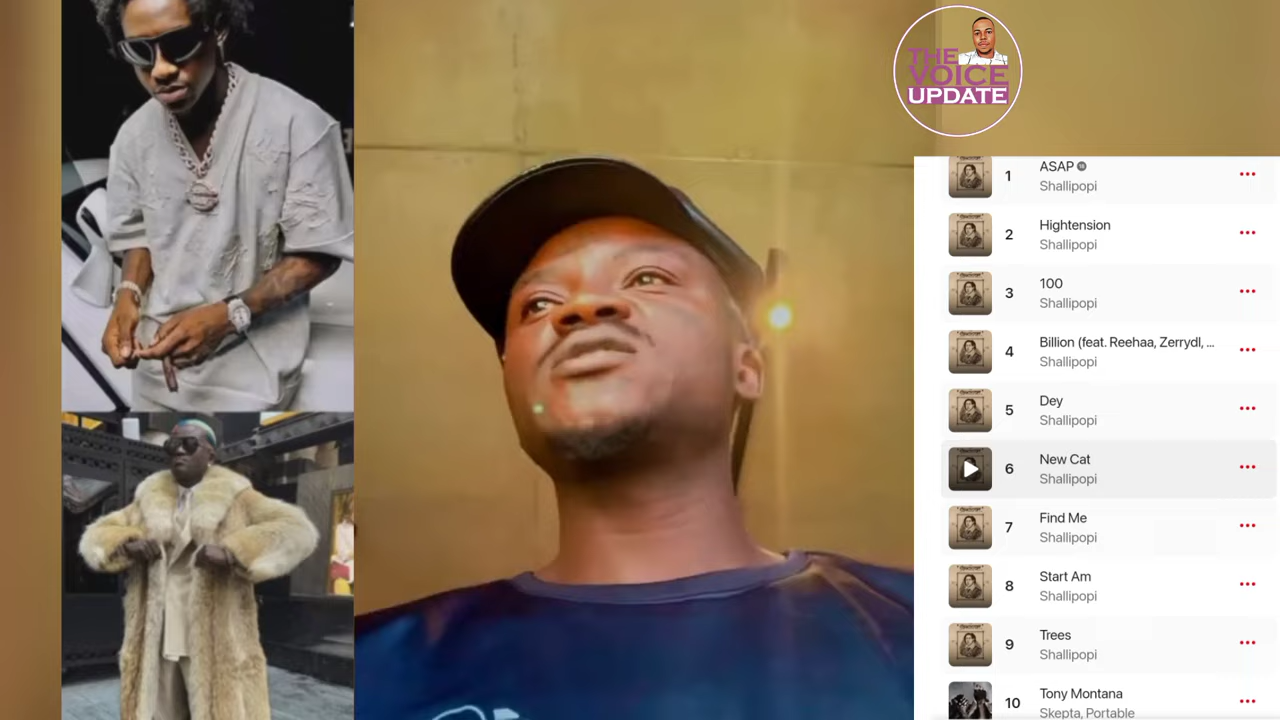 THE
VOICE
UPDATE
1
ASAP
Shallipopi
2
Hightension
Shallipopi
3
100
Shallipopi
4
Billion (feat. Reehaa, Zerrydl, ...
Shallipopi
5
Dey
Shallipopi
6
New Cat
Shallipopi
7
Find Me
Shallipopi
8
Start Am
Shallipopi
9
Trees
Shallipopi
10
Tony Montana
Skepta, Portable